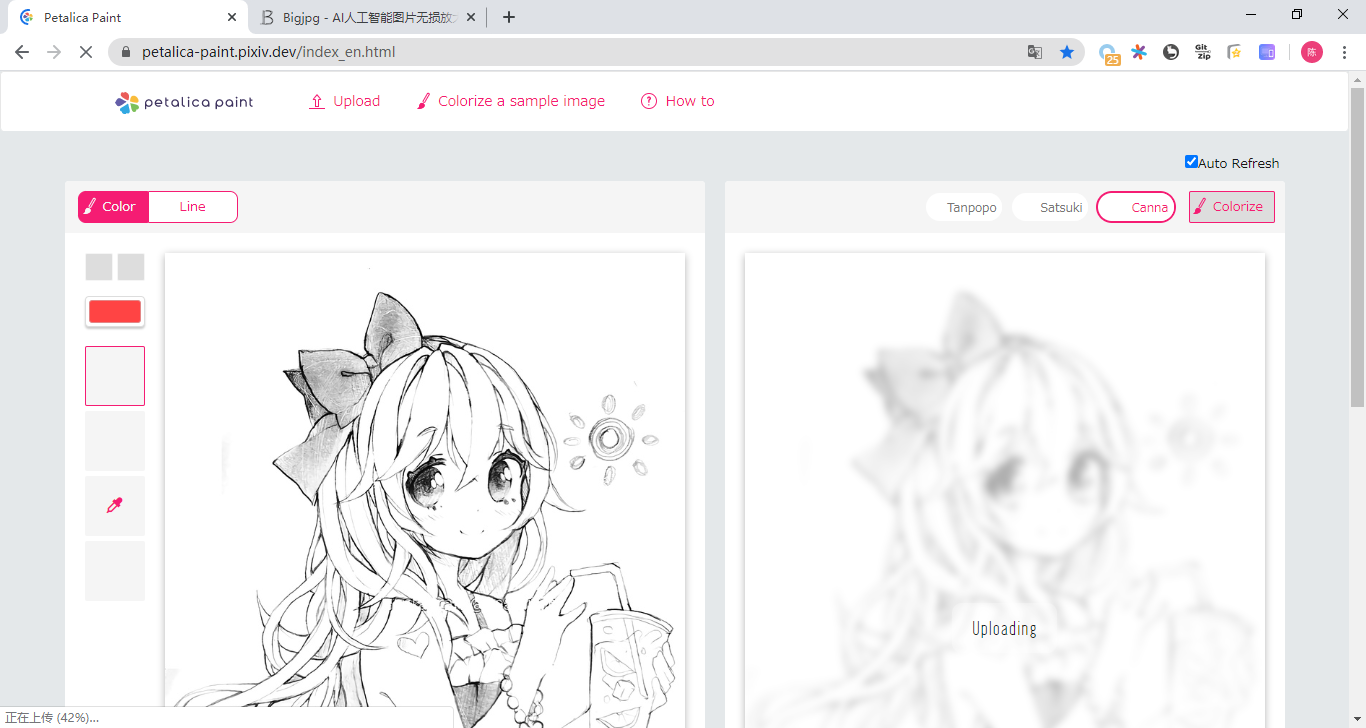 Petalica Paint
Bigjpg - AI人工智能图片无损放
petalica-paint.pixiv.dev/index_en.html
25
Git
zip
陈
petalica paint
Upload
Colorize a sample image
? How to
Auto Refresh
Color
Line
Tanpopo
Satsuki
Canna
Colorize
Uploading
正在上传 (42%)...